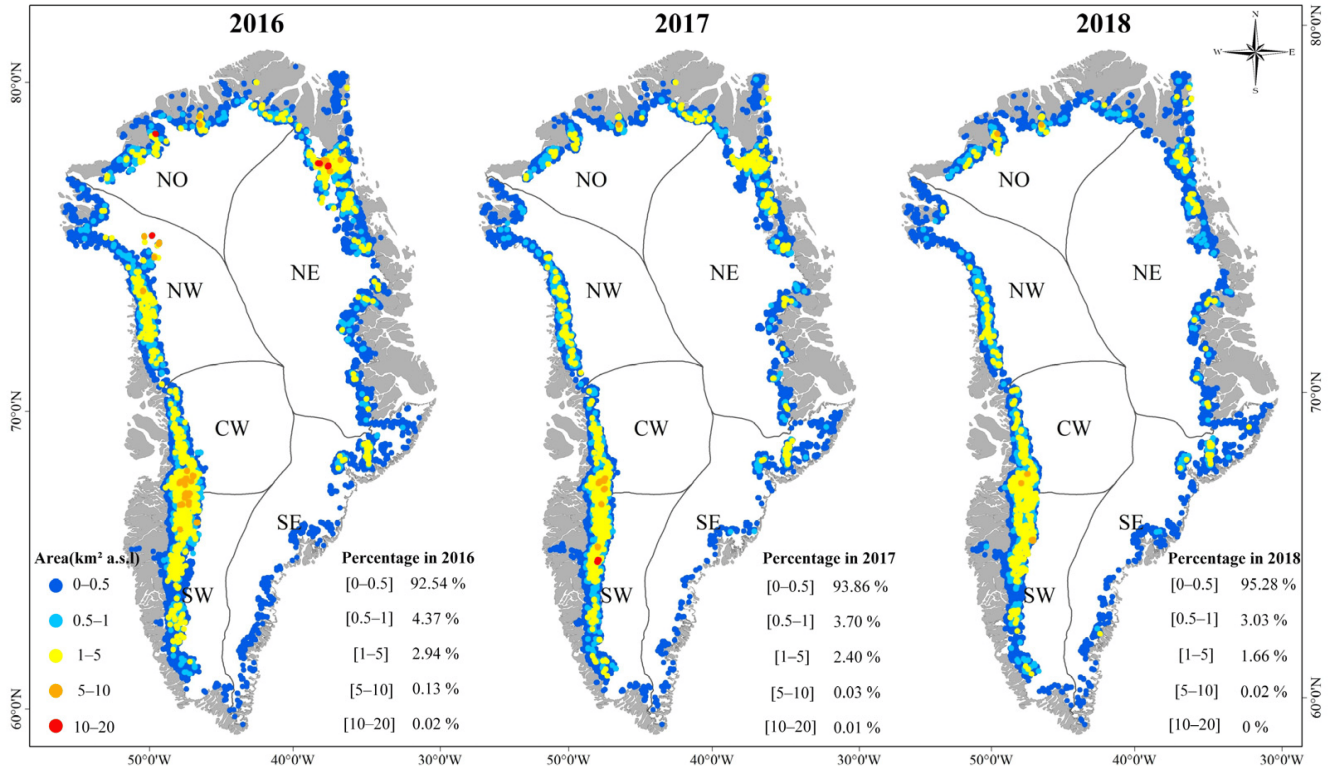 2016
2017
2018
N
W
E
S
80°0'N
70°0'N
60°0'N
80°0'N
70°0'N
60°0'N
NO
NW
NE
CW
SE
SW
NO
NW
NE
CW
SE
SW
NO
NW
NE
CW
SE
SW
Area(km² a.s.l)
0–0.5
0.5–1
1–5
5–10
10–20
Percentage in 2016
[0–0.5] 92.54 %
[0.5–1] 4.37 %
[1–5] 2.94 %
[5–10] 0.13 %
[10–20] 0.02 %
Percentage in 2017
[0–0.5] 93.86 %
[0.5–1] 3.70 %
[1–5] 2.40 %
[5–10] 0.03 %
[10–20] 0.01 %
Percentage in 2018
[0–0.5] 95.28 %
[0.5–1] 3.03 %
[1–5] 1.66 %
[5–10] 0.02 %
[10–20] 0 %
50°0'W 40°0'W 30°0'W 50°0'W 40°0'W 30°0'W 50°0'W 40°0'W 30°0'W